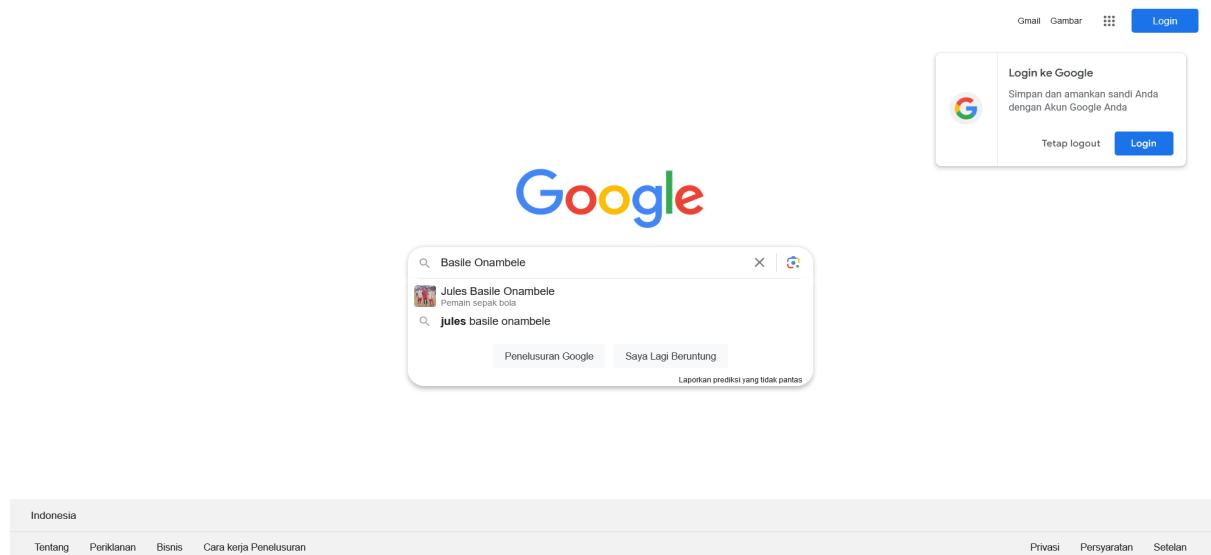 Gmail Gambar Login
Login ke Google
Simpan dan amankan sandi Anda
dengan Akun Google Anda
Tetap logout Login
Google
Basile Onambele
Jules Basile Onambele
Pemain sepak bola
jules basile onambele
Penelusuran Google Saya Lagi Beruntung
Laporkan prediksi yang tidak pantas
Indonesia
Tentang Periklanan Bisnis Cara kerja Penelusuran Privasi Persyaratan Setelan